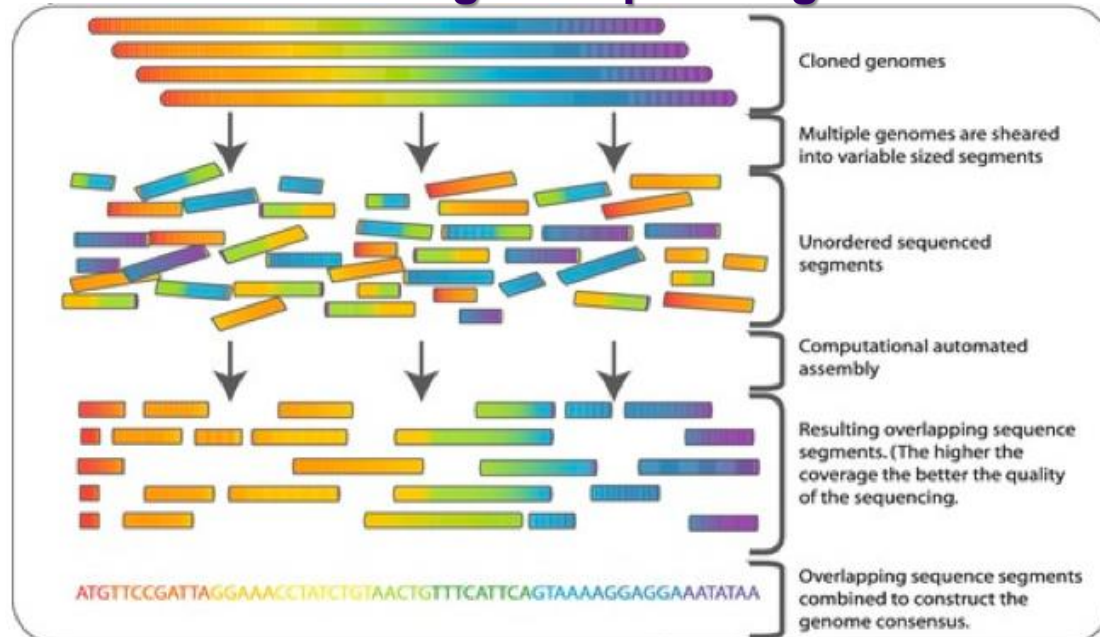 Cloned genomes
Multiple genomes are sheared
into variable sized segments
Unordered sequenced
segments
Computational automated
assembly
Resulting overlapping sequence
segments. (The higher the
coverage the better the quality
of the sequencing.
ATGTTCCGATTAGGAAACCTATCTGTAACTGTTTCATTCAGTAAAAGGAGGAAATATAA
Overlapping sequence segments
combined to construct the
genome consensus.